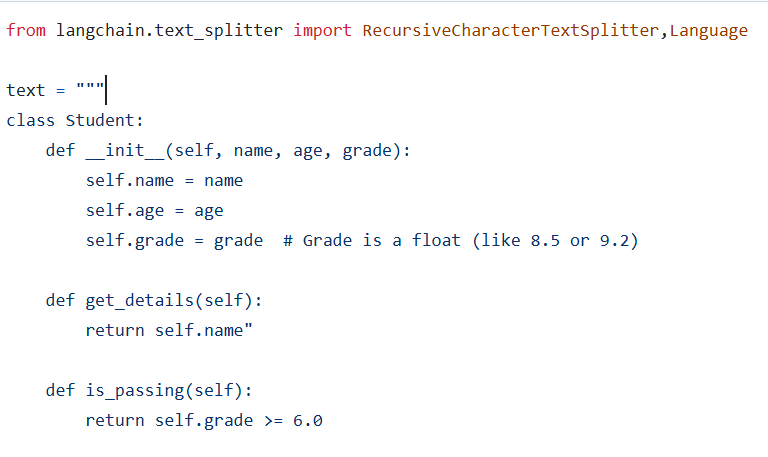 from langchain.text_splitter import RecursiveCharacterTextSplitter,Language
text = """
class Student:
    def __init__(self, name, age, grade):
        self.name = name
        self.age = age
        self.grade = grade  # Grade is a float (like 8.5 or 9.2)
    def get_details(self):
        return self.name"
    def is_passing(self):
        return self.grade >= 6.0